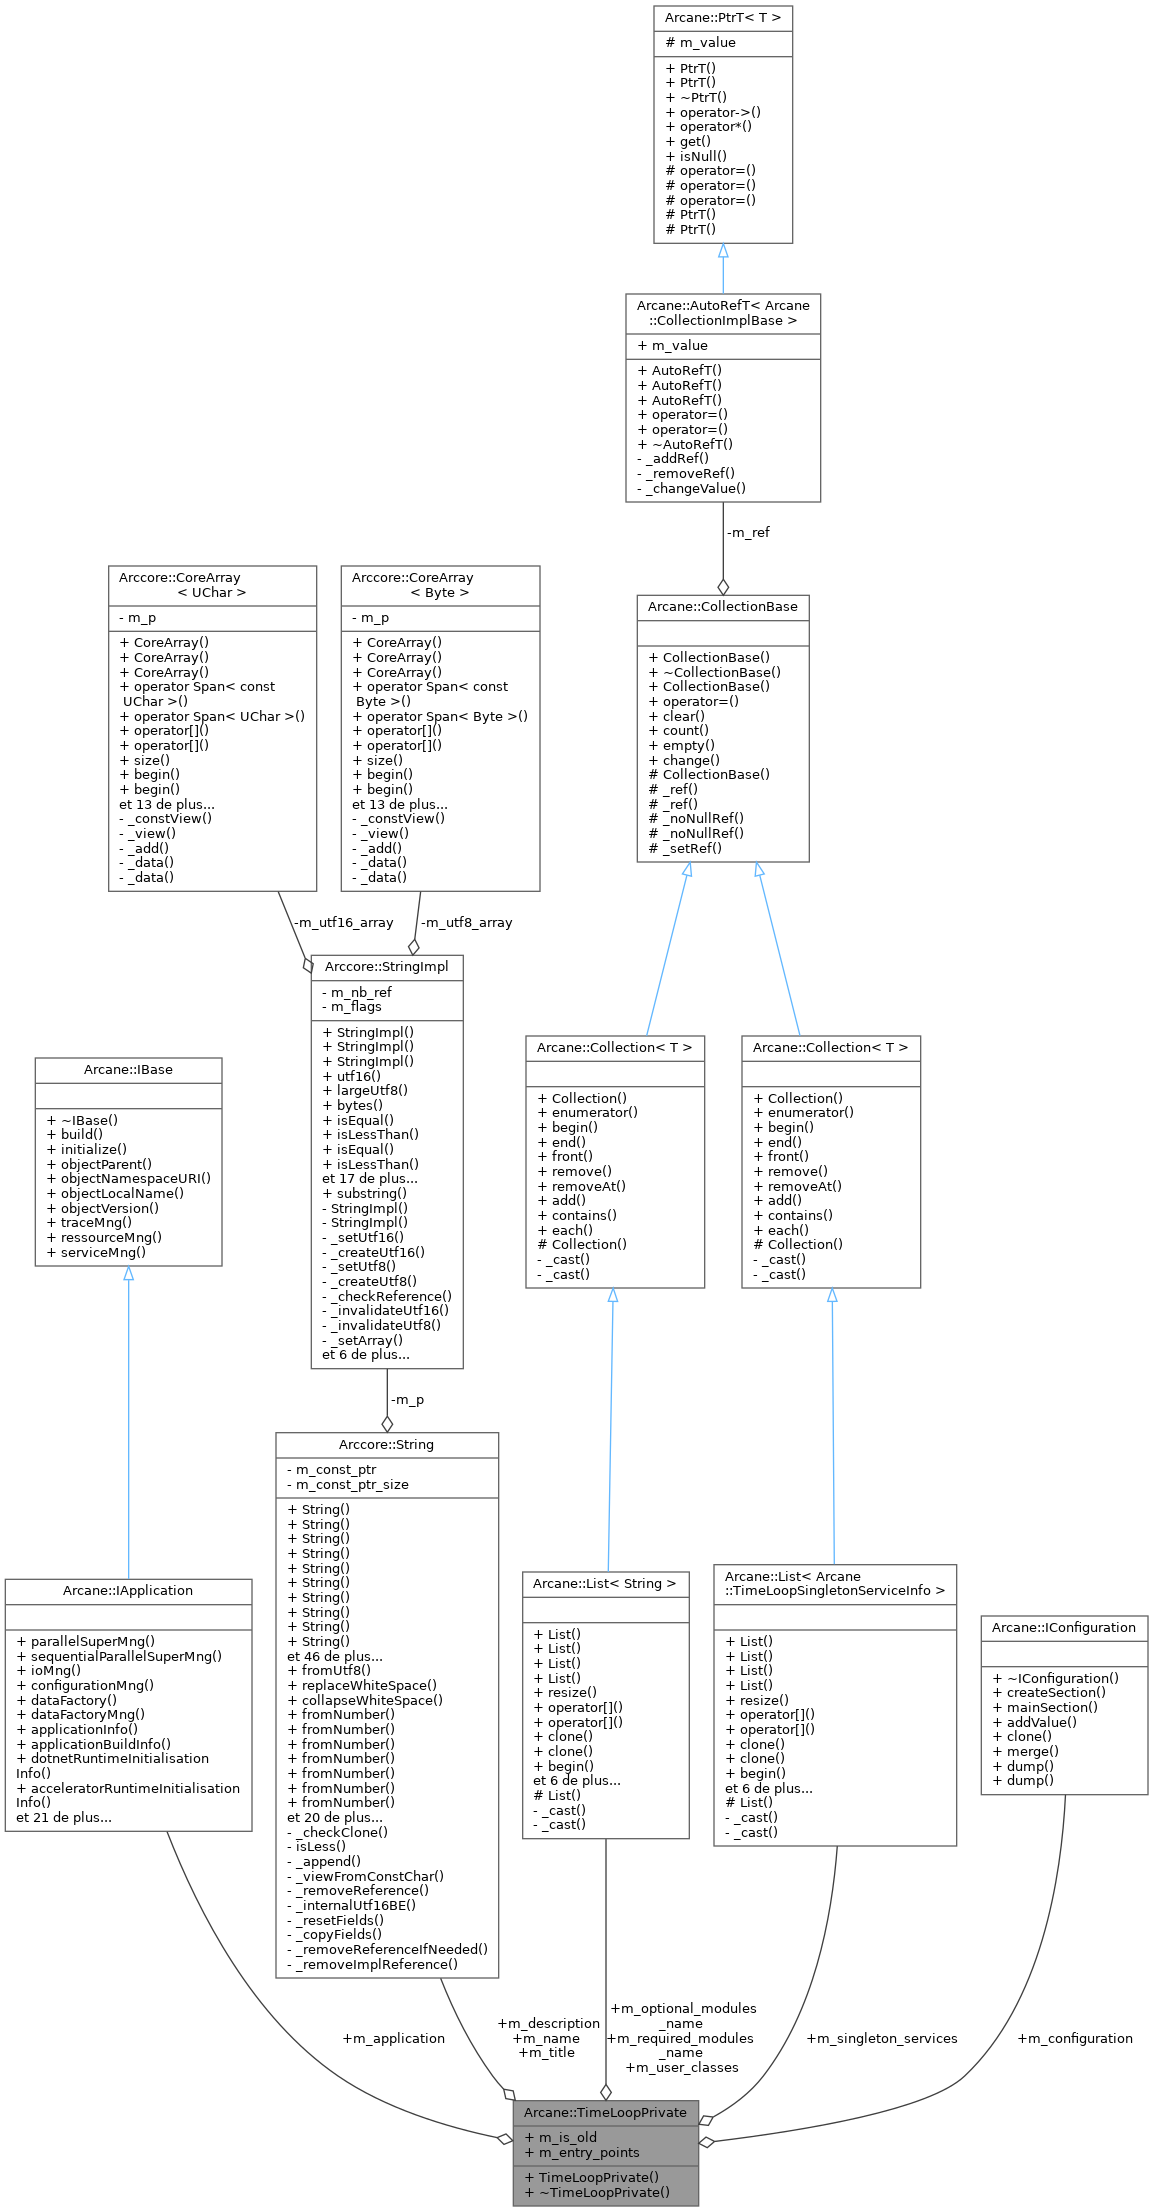 Arcane::PtrT< T >
# m_value
+ PtrT()
+ PtrT()
+ ~PtrT()
+ operator->()
+ operator*()
+ get()
+ isNull()
# operator=()
# operator=()
# operator=()
# PtrT()
# PtrT()
Arcane::AutoRefT< Arcane
::CollectionImplBase >
+ m_value
+ AutoRefT()
+ AutoRefT()
+ AutoRefT()
+ operator=()
+ operator=()
+ ~AutoRefT()
- _addRef()
- _removeRef()
- _changeValue()
-m_ref
Arccore::CoreArray
< UChar >
- m_p
+ CoreArray()
+ CoreArray()
+ CoreArray()
+ operator Span< const
UChar >()
+ operator Span< UChar >()
+ operator[]()
+ operator[]()
+ size()
+ begin()
+ begin()
et 13 de plus...
- _constView()
- _view()
- _add()
- _data()
- _data()
Arccore::CoreArray
< Byte >
- m_p
+ CoreArray()
+ CoreArray()
+ CoreArray()
+ operator Span< const
Byte >()
+ operator Span< Byte >()
+ operator[]()
+ operator[]()
+ size()
+ begin()
+ begin()
et 13 de plus...
- _constView()
- _view()
- _add()
- _data()
- _data()
Arcane::CollectionBase
+ CollectionBase()
+ ~CollectionBase()
+ CollectionBase()
+ operator=()
+ clear()
+ count()
+ empty()
+ change()
# CollectionBase()
# _ref()
# _ref()
# _noNullRef()
# _noNullRef()
# _setRef()
-m_utf16_array
-m_utf8_array
Arccore::StringImpl
- m_nb_ref
- m_flags
+ StringImpl()
+ StringImpl()
+ StringImpl()
+ utf16()
+ largeUtf8()
+ bytes()
+ isEqual()
+ isLessThan()
+ isEqual()
+ isLessThan()
et 17 de plus...
+ substring()
- StringImpl()
- StringImpl()
- _setUtf16()
- _createUtf16()
- _setUtf8()
- _createUtf8()
- _checkReference()
- _invalidateUtf16()
- _invalidateUtf8()
- _setArray()
et 6 de plus...
Arcane::Collection< T >
+ Collection()
+ enumerator()
+ begin()
+ end()
+ front()
+ remove()
+ removeAt()
+ add()
+ contains()
+ each()
# Collection()
- _cast()
- _cast()
Arcane::Collection< T >
+ Collection()
+ enumerator()
+ begin()
+ end()
+ front()
+ remove()
+ removeAt()
+ add()
+ contains()
+ each()
# Collection()
- _cast()
- _cast()
Arcane::IBase
+ ~IBase()
+ build()
+ initialize()
+ objectParent()
+ objectNamespaceURI()
+ objectLocalName()
+ objectVersion()
+ traceMng()
+ ressourceMng()
+ serviceMng()
-m_p
Arcane::IApplication
+ parallelSuperMng()
+ sequentialParallelSuperMng()
+ ioMng()
+ configurationMng()
+ dataFactory()
+ dataFactoryMng()
+ applicationInfo()
+ applicationBuildInfo()
+ dotnetRuntimeInitialisation
Info()
+ acceleratorRuntimeInitialisation
Info()
et 21 de plus...
Arccore::String
- m_const_ptr
- m_const_ptr_size
+ String()
+ String()
+ String()
+ String()
+ String()
+ String()
+ String()
+ String()
+ String()
+ String()
et 46 de plus...
+ fromUtf8()
+ replaceWhiteSpace()
+ collapseWhiteSpace()
+ fromNumber()
+ fromNumber()
+ fromNumber()
+ fromNumber()
+ fromNumber()
+ fromNumber()
+ fromNumber()
et 20 de plus...
- _checkClone()
- isLess()
- _append()
- _viewFromConstChar()
- _removeReference()
- _internalUtf16BE()
- _resetFields()
- _copyFields()
- _removeReferenceIfNeeded()
- _removeImplReference()
Arcane::List< String >
+ List()
+ List()
+ List()
+ List()
+ resize()
+ operator[]()
+ operator[]()
+ clone()
+ clone()
+ begin()
et 6 de plus...
# List()
- _cast()
- _cast()
Arcane::List< Arcane
::TimeLoopSingletonServiceInfo >
+ List()
+ List()
+ List()
+ List()
+ resize()
+ operator[]()
+ operator[]()
+ clone()
+ clone()
+ begin()
et 6 de plus...
# List()
- _cast()
- _cast()
Arcane::IConfiguration
+ ~IConfiguration()
+ createSection()
+ mainSection()
+ addValue()
+ clone()
+ merge()
+ dump()
+ dump()
+m_application
+m_description
+m_name
+m_title
+m_optional_modules
_name
+m_required_modules
_name
+m_user_classes
+m_singleton_services
+m_configuration
Arcane::TimeLoopPrivate
+ m_is_old
+ m_entry_points
+ TimeLoopPrivate()
+ ~TimeLoopPrivate()